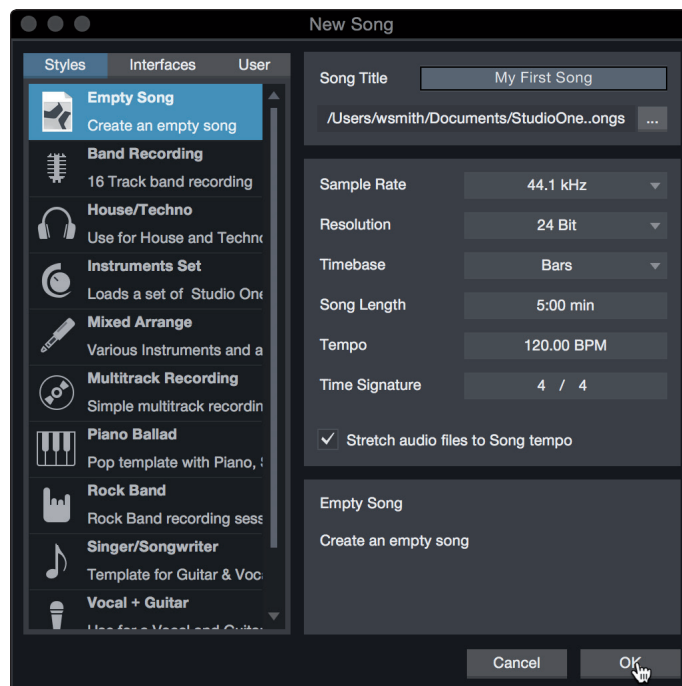 New Song
Styles Interfaces User
Empty Song
Create an empty song
Band Recording
16 Track band recording
House/Techno
Use for House and Techno
Instruments Set
Loads a set of Studio One
Mixed Arrange
Various Instruments and a
Multitrack Recording
Simple multitrack recordin
Piano Ballad
Pop template with Piano,
Rock Band
Rock Band recording sess
Singer/Songwriter
Template for Guitar & Voc
Vocal + Guitar
Song Title My First Song
/Users/wsmith/Documents/StudioOne..ongs ...
Sample Rate 44.1 kHz
Resolution 24 Bit
Timebase Bars
Song Length 5:00 min
Tempo 120.00 BPM
Time Signature 4 / 4
Stretch audio files to Song tempo
Empty Song
Create an empty song
Cancel OK